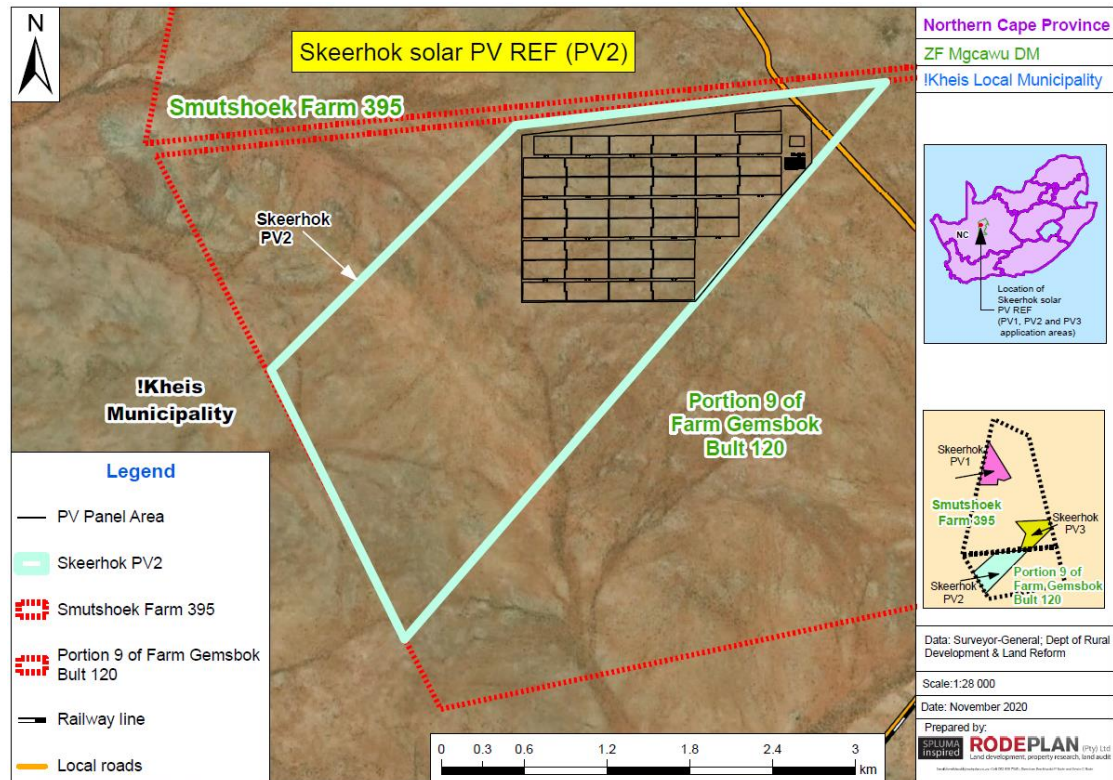 N
Skeerhok solar PV REF (PV2)
Smutshoek Farm 395
Skeerhok
PV2
!Kheis
Municipality
Portion 9 of
Farm Gemsbok
Bult 120
Legend
PV Panel Area
Skeerhok PV2
Smutshoek Farm 395
Portion 9 of Farm Gemsbok
Bult 120
Railway line
Local roads
0 0.3 0.6 1.2 1.8 2.4 3
km
Northern Cape Province
ZF Mgcawu DM
!Kheis Local Municipality
NC
Location of
Skeerhok solar
PV REF
(PV1, PV2 and PV3
application areas)
Skeerhok
PV1
Smutshoek
Farm 395
Skeerhok
PV3
Skeerhok
PV2
Portion 9 of
Farm Gemsbok
Bult 120
Data: Surveyor-General; Dept of Rural
Development & Land Reform
Scale:1:28 000
Date: November 2020
Prepared by:
SPLUMA
inspired
RODEPLAN (Pty) Ltd
Land development, property research, land audit